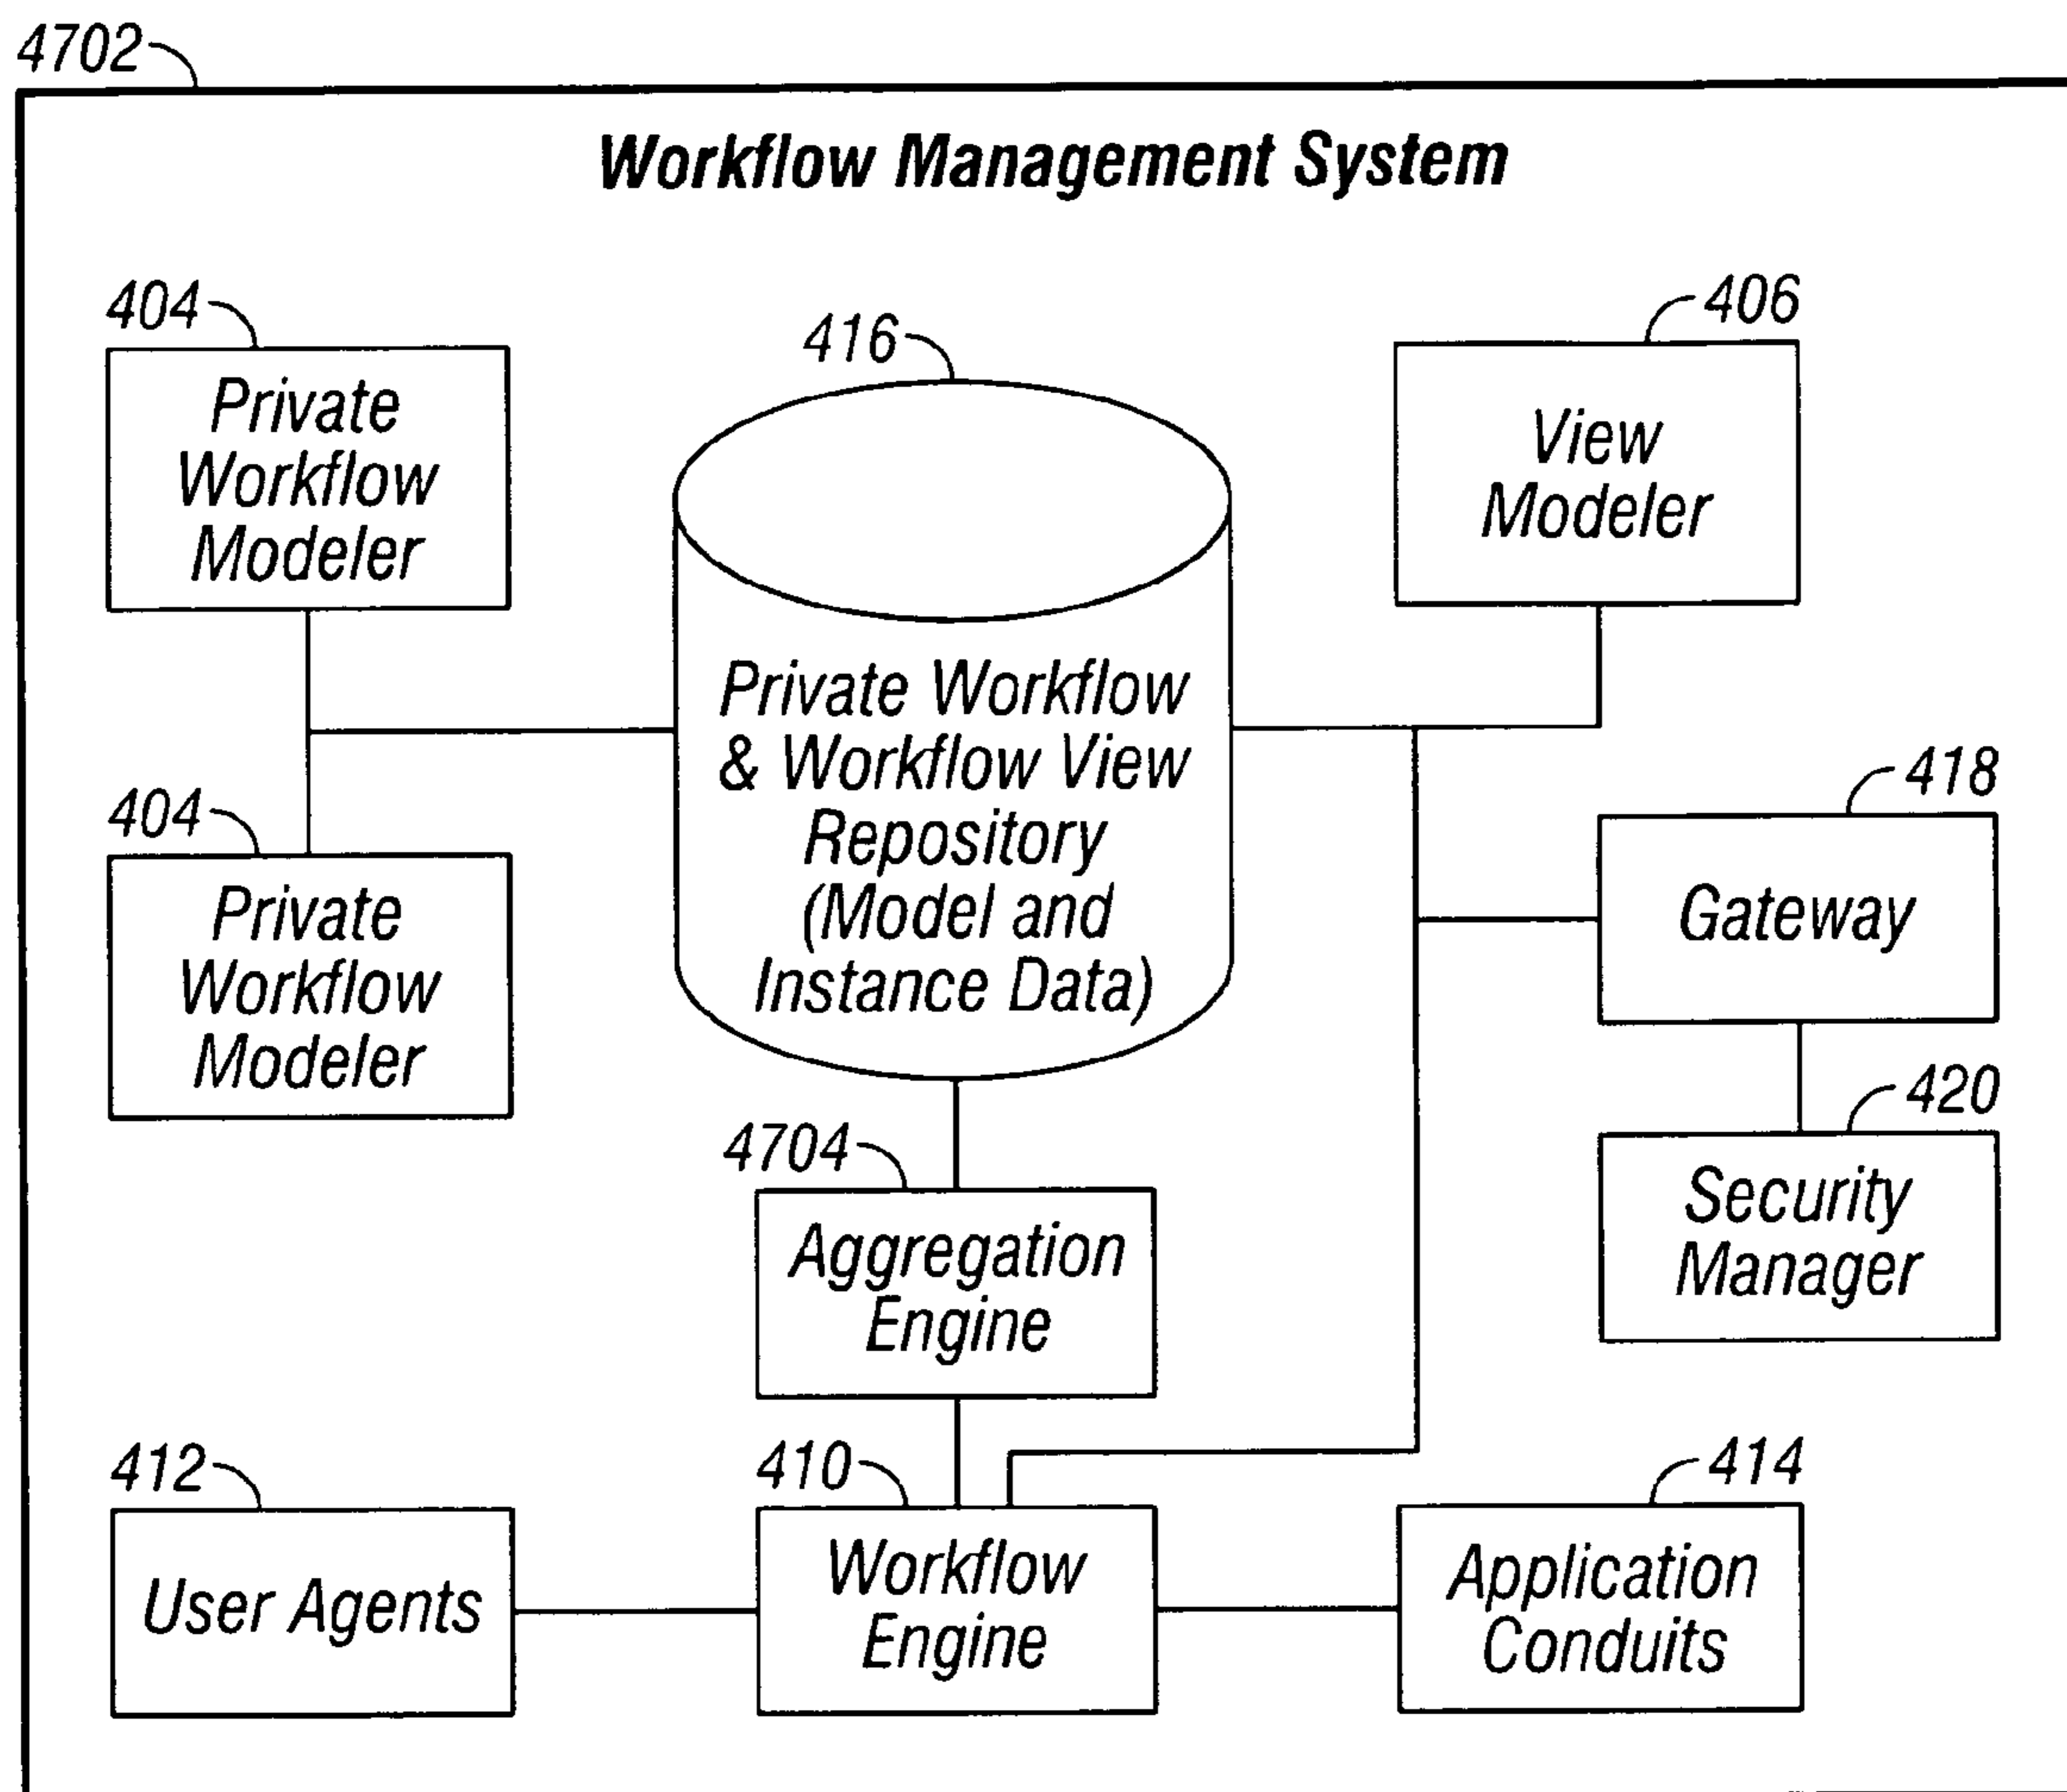 4702
Workflow Management System
404
Private
Workflow
Modeler
416
Private Workflow
& Workflow View
Repository
(Model and
Instance Data)
406
View
Modeler
404
Private
Workflow
Modeler
418
Gateway
420
Security
Manager
4704
Aggregation
Engine
412
User Agents
410
Workflow
Engine
414
Application
Conduits